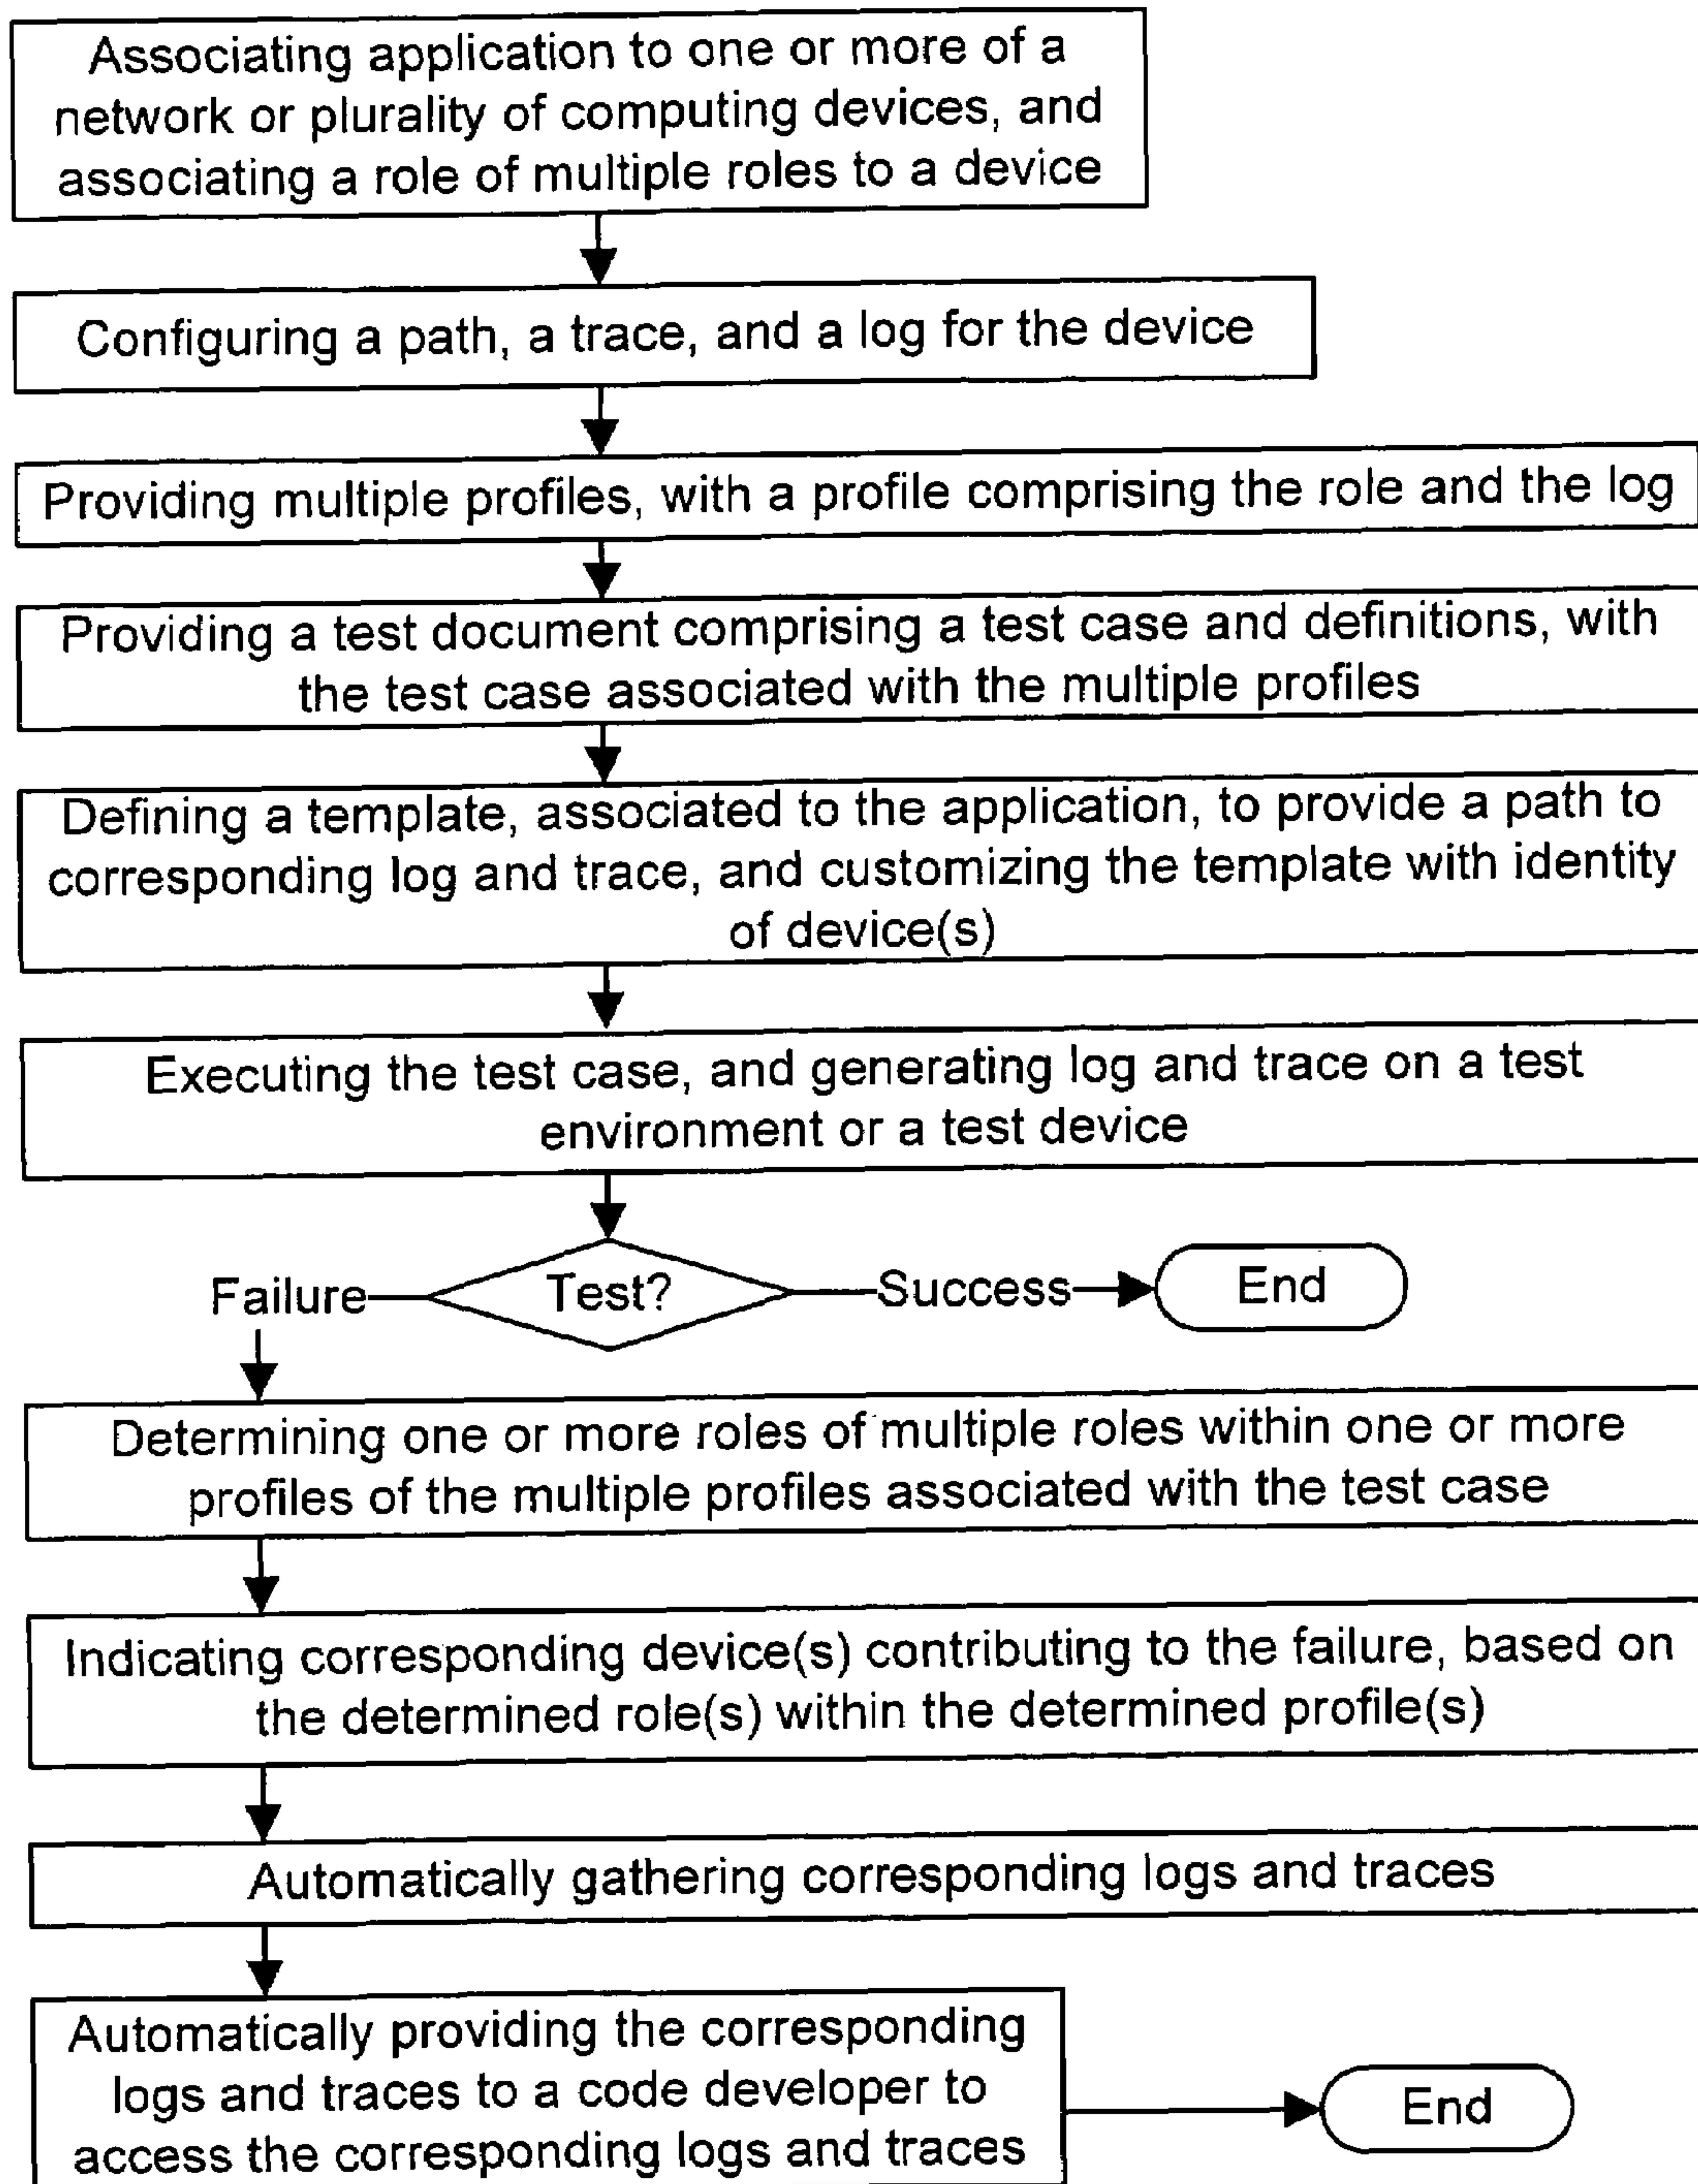 Associating application to one or more of a
network or plurality of computing devices, and
associating a role of multiple roles to a device
Configuring a path, a trace, and a log for the device
Providing multiple profiles, with a profile comprising the role and the log
Providing a test document comprising a test case and definitions, with
the test case associated with the multiple profiles
Defining a template, associated to the application, to provide a path to
corresponding log and trace, and customizing the template with identity
of device(s)
Executing the test case, and generating log and trace on a test
environment or a test device
Failure
Test?
Success
End
Determining one or more roles of multiple roles within one or more
profiles of the multiple profiles associated with the test case
Indicating corresponding device(s) contributing to the failure, based on
the determined role(s) within the determined profile(s)
Automatically gathering corresponding logs and traces
Automatically providing the corresponding
logs and traces to a code developer to
access the corresponding logs and traces
End